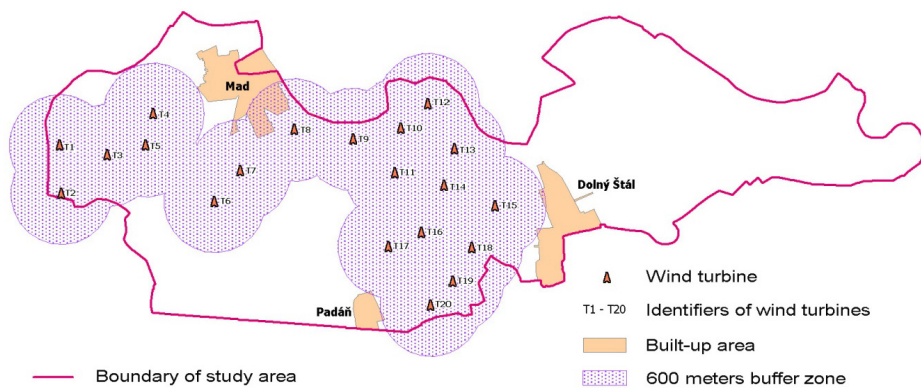 Mad
T12
T4
T8
T10
T9
T1
T5
T3
T13
T7
T11
T14
Dolný Štál
T2
T6
T15
T16
T17
T18
Wind turbine
T19
Padáň
T20
T1 - T20
Identifiers of wind turbines
Built-up area
Boundary of study area
600 meters buffer zone